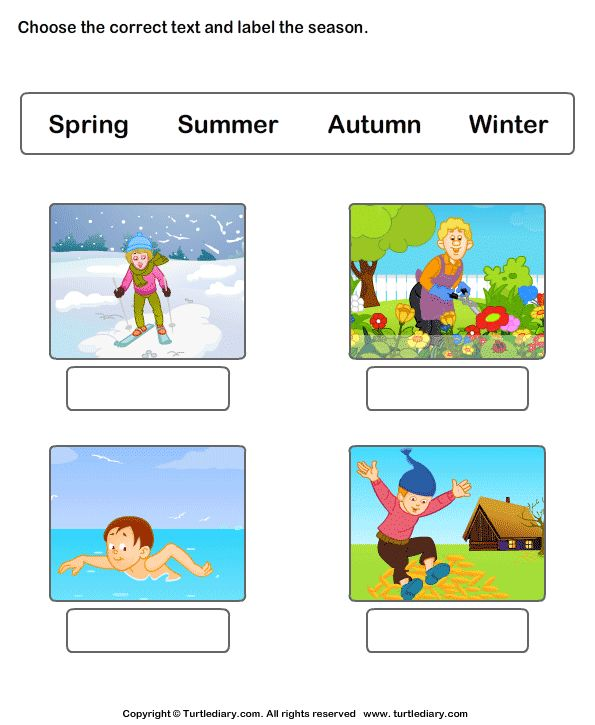 Choose the correct text and label the season.
Spring Summer Autumn Winter
Copyright © Turtlediary.com. All rights reserved www.turtlediary.com